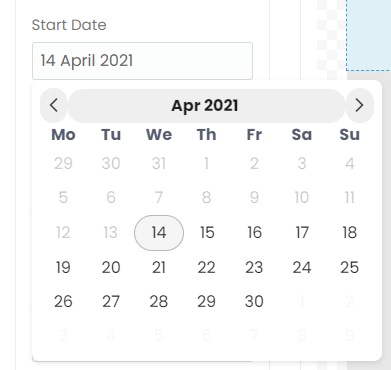 Start Date
14 April 2021
Apr 2021
Mo Tu We Th Fr Sa Su
29 30 31 1 2 3 4
5 6 7 8 9 10 11
12 13 14 15 16 17 18
19 20 21 22 23 24 25
26 27 28 29 30 1 2
3 4 5 6 7 8 9